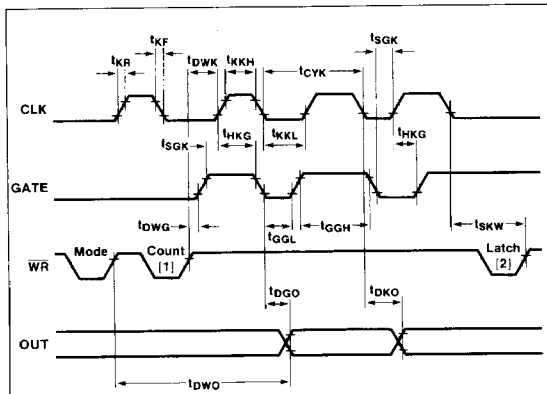 tSGK
tKR tKF tDWK tKKH tCYK
CLK
tSGK tHKG tKKL tHKG
GATE
tDWG tGGL tGGH tSKW
Mode Count [1] Latch [2]
WR
tDGO tDKO
OUT
tDWO